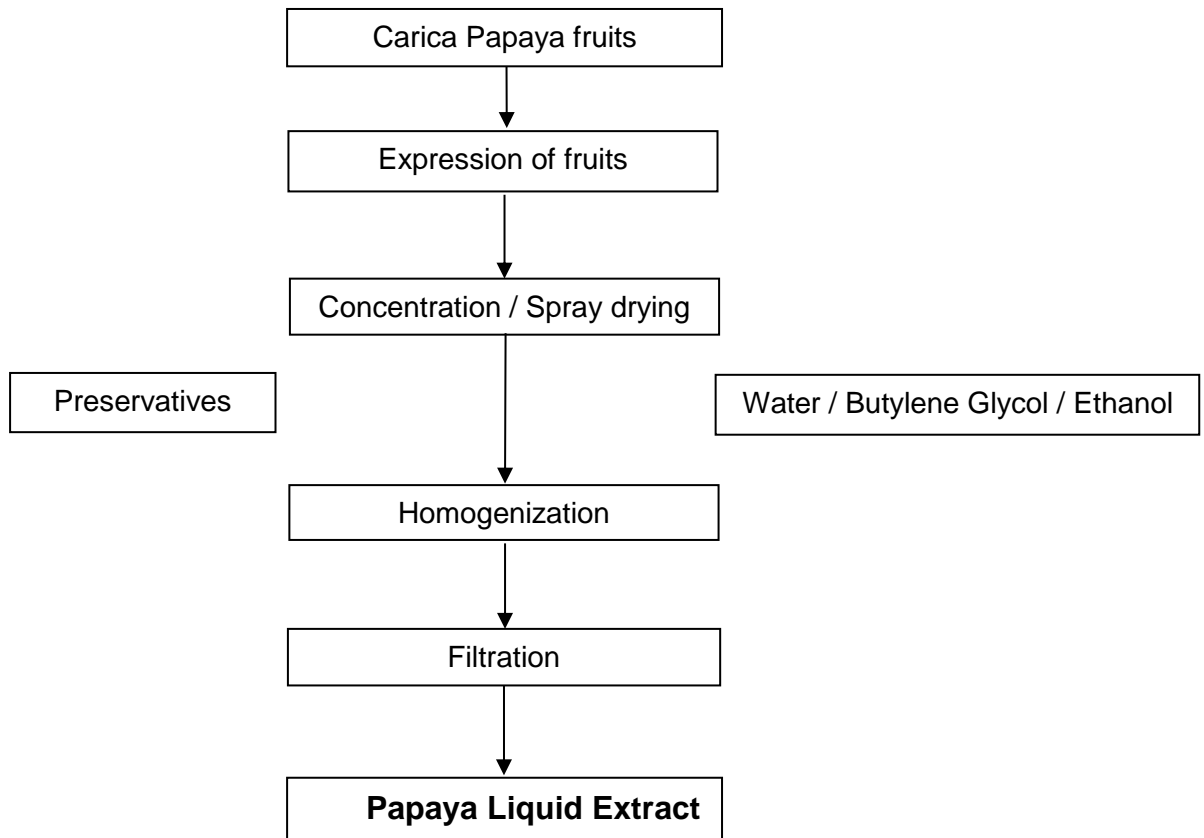 Carica Papaya fruits
Expression of fruits
Concentration / Spray drying
Preservatives
Water / Butylene Glycol / Ethanol
Homogenization
Filtration
Papaya Liquid Extract